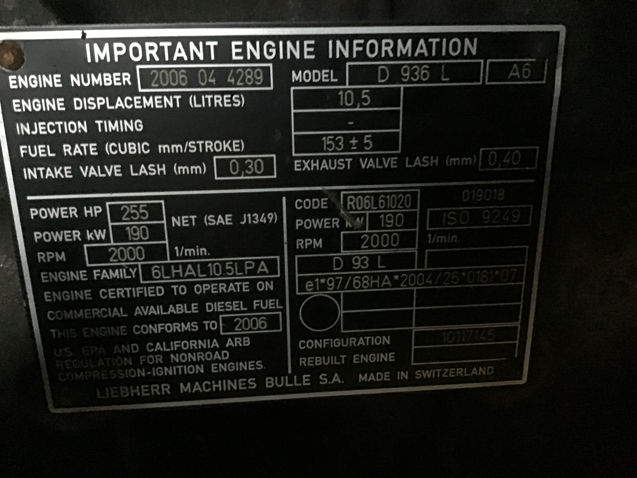 IMPORTANT ENGINE INFORMATION
ENGINE NUMBER 2006 04 4289 MODEL D 936 L A6
ENGINE DISPLACEMENT (LITRES) 10,5
INJECTION TIMING -
FUEL RATE (CUBIC mm/STROKE) 153 ± 5
INTAKE VALVE LASH (mm) 0,30 EXHAUST VALVE LASH (mm) 0,40
POWER HP 255 NET (SAE J1349)
POWER kW 190
RPM 2000 1/min.
ENGINE FAMILY 6LHAL10.5LPA
ENGINE CERTIFIED TO OPERATE ON
COMMERCIAL AVAILABLE DIESEL FUEL
THIS ENGINE CONFORMS TO 2006
U.S. EPA AND CALIFORNIA ARB
REGULATION FOR NONROAD
COMPRESSION-IGNITION ENGINES.
CODE R06L61020 019018
POWER kW 190 ISO 9249
RPM 2000 1/min.
D 93 L
e1*97/68HA*2004/26*0181*07
CONFIGURATION 10117145
REBUILT ENGINE
LIEBHERR MACHINES BULLE S.A. MADE IN SWITZERLAND